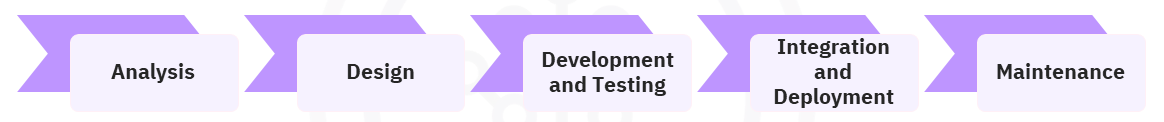 Analysis
Design
Development
and Testing
Integration
and
Deployment
Maintenance